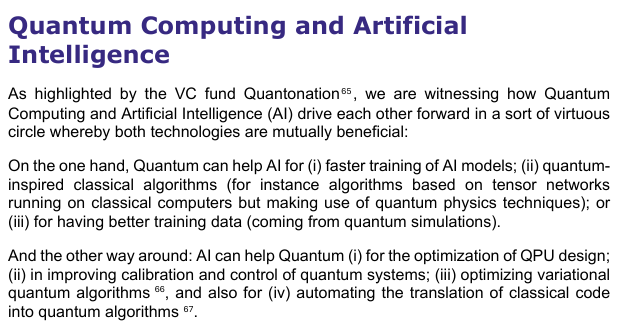 Quantum Computing and Artificial
Intelligence
As highlighted by the VC fund Quantonation⁶⁵, we are witnessing how Quantum
Computing and Artificial Intelligence (AI) drive each other forward in a sort of virtuous
circle whereby both technologies are mutually beneficial:
On the one hand, Quantum can help AI for (i) faster training of AI models; (ii) quantum-
inspired classical algorithms (for instance algorithms based on tensor networks
running on classical computers but making use of quantum physics techniques); or
(iii) for having better training data (coming from quantum simulations).
And the other way around: AI can help Quantum (i) for the optimization of QPU design;
(ii) in improving calibration and control of quantum systems; (iii) optimizing variational
quantum algorithms ⁶⁶, and also for (iv) automating the translation of classical code
into quantum algorithms ⁶⁷.